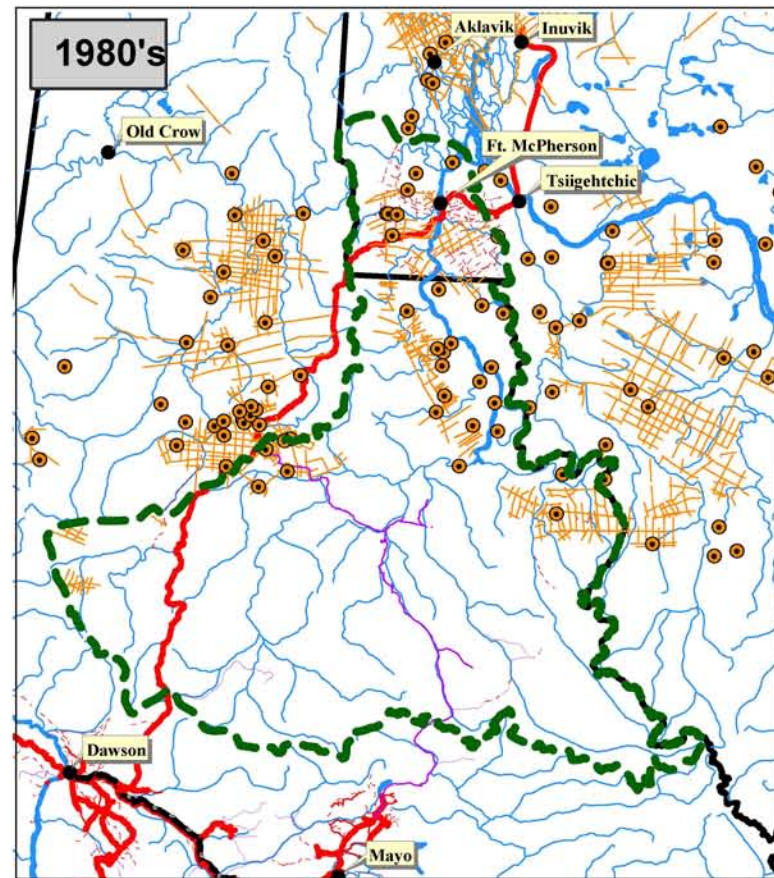 1980's
Aklavik
Inuvik
Old Crow
Ft. McPherson
Tsiigehtchic
Dawson
Mayo